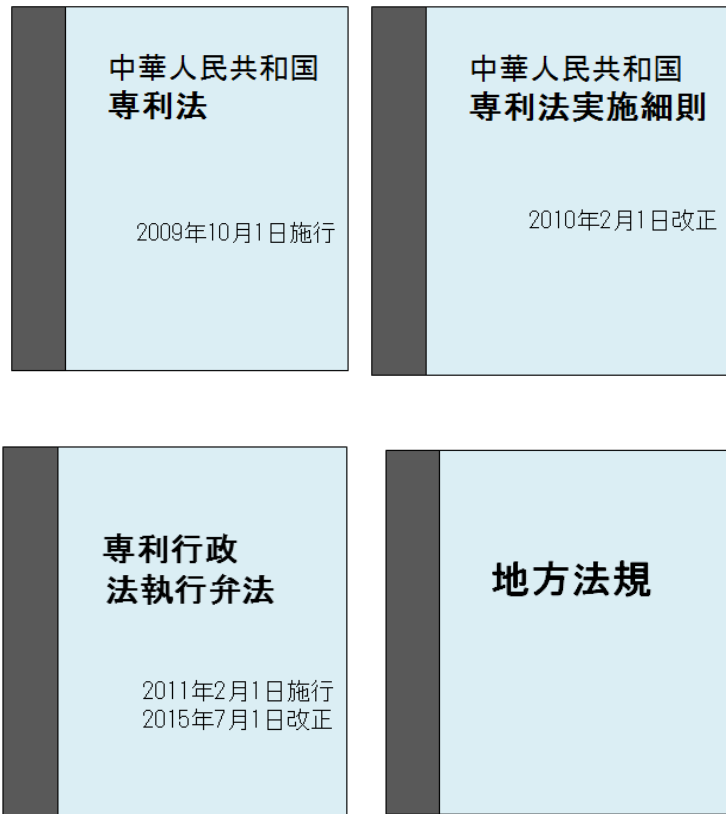 中華人民共和国
専利法
2009年10月1日施行
中華人民共和国
専利法実施細則
2010年2月1日改正
専利行政
法執行弁法
2011年2月1日施行
2015年7月1日改正
地方法規